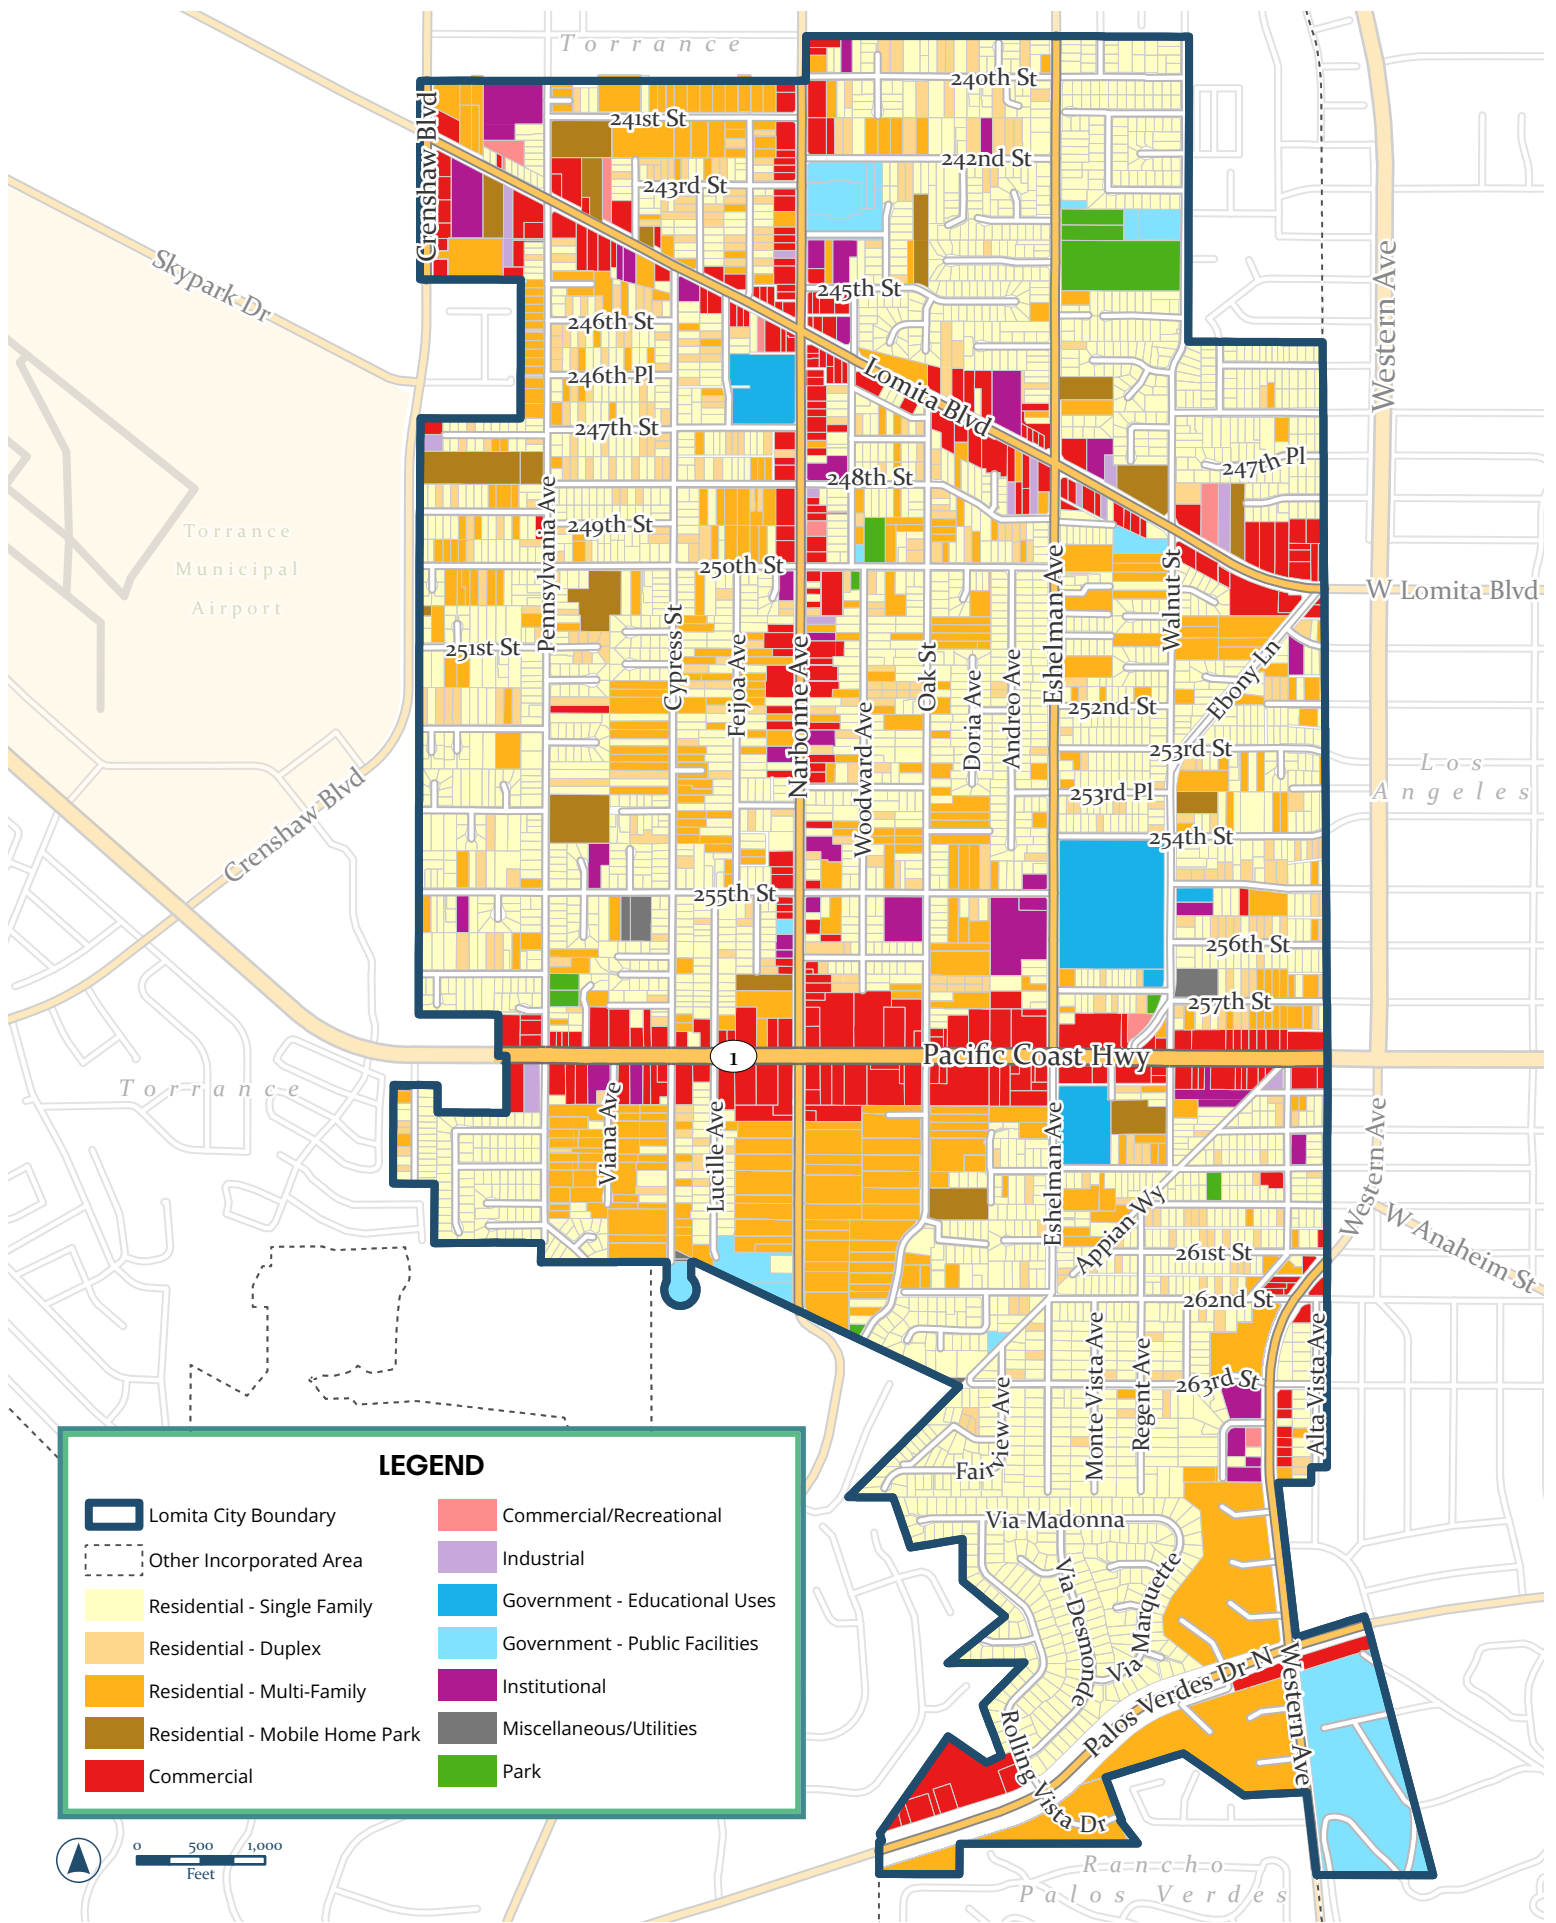 Torrance
240th St
241st St
242nd St
243rd St
Crenshaw Blvd
Skypark Dr
245th St
246th St
246th Pl
Lomita Blvd
Western Ave
247th St
247th Pl
248th St
249th St
Torrance
Municipal
Airport
Pennsylvania Ave
250th St
Eshelman Ave
Walnut St
W Lomita Blvd
251st St
Cypress St
Feijoa Ave
Narbonne Ave
Woodward Ave
Oak St
Doria Ave
Andreo Ave
Ebony Ln
252nd St
253rd St
253rd Pl
Los
Angeles
254th St
Crenshaw Blvd
255th St
256th St
257th St
1
Pacific Coast Hwy
Torrance
Viana Ave
Lucille Ave
Eshelman Ave
Appian Wy
Western Ave
W Anaheim St
261st St
262nd St
263rd St
Monte Vista Ave
Regent Ave
Alta Vista Ave
Fairview Ave
Via Madonna
Via Desmonde
Via Marquette
Palos Verdes Dr N
Western Ave
Rolling Vista Dr
Rancho
Palos Verdes
LEGEND
Lomita City Boundary
Other Incorporated Area
Residential - Single Family
Residential - Duplex
Residential - Multi-Family
Residential - Mobile Home Park
Commercial
Commercial/Recreational
Industrial
Government - Educational Uses
Government - Public Facilities
Institutional
Miscellaneous/Utilities
Park
0 500 1,000
Feet